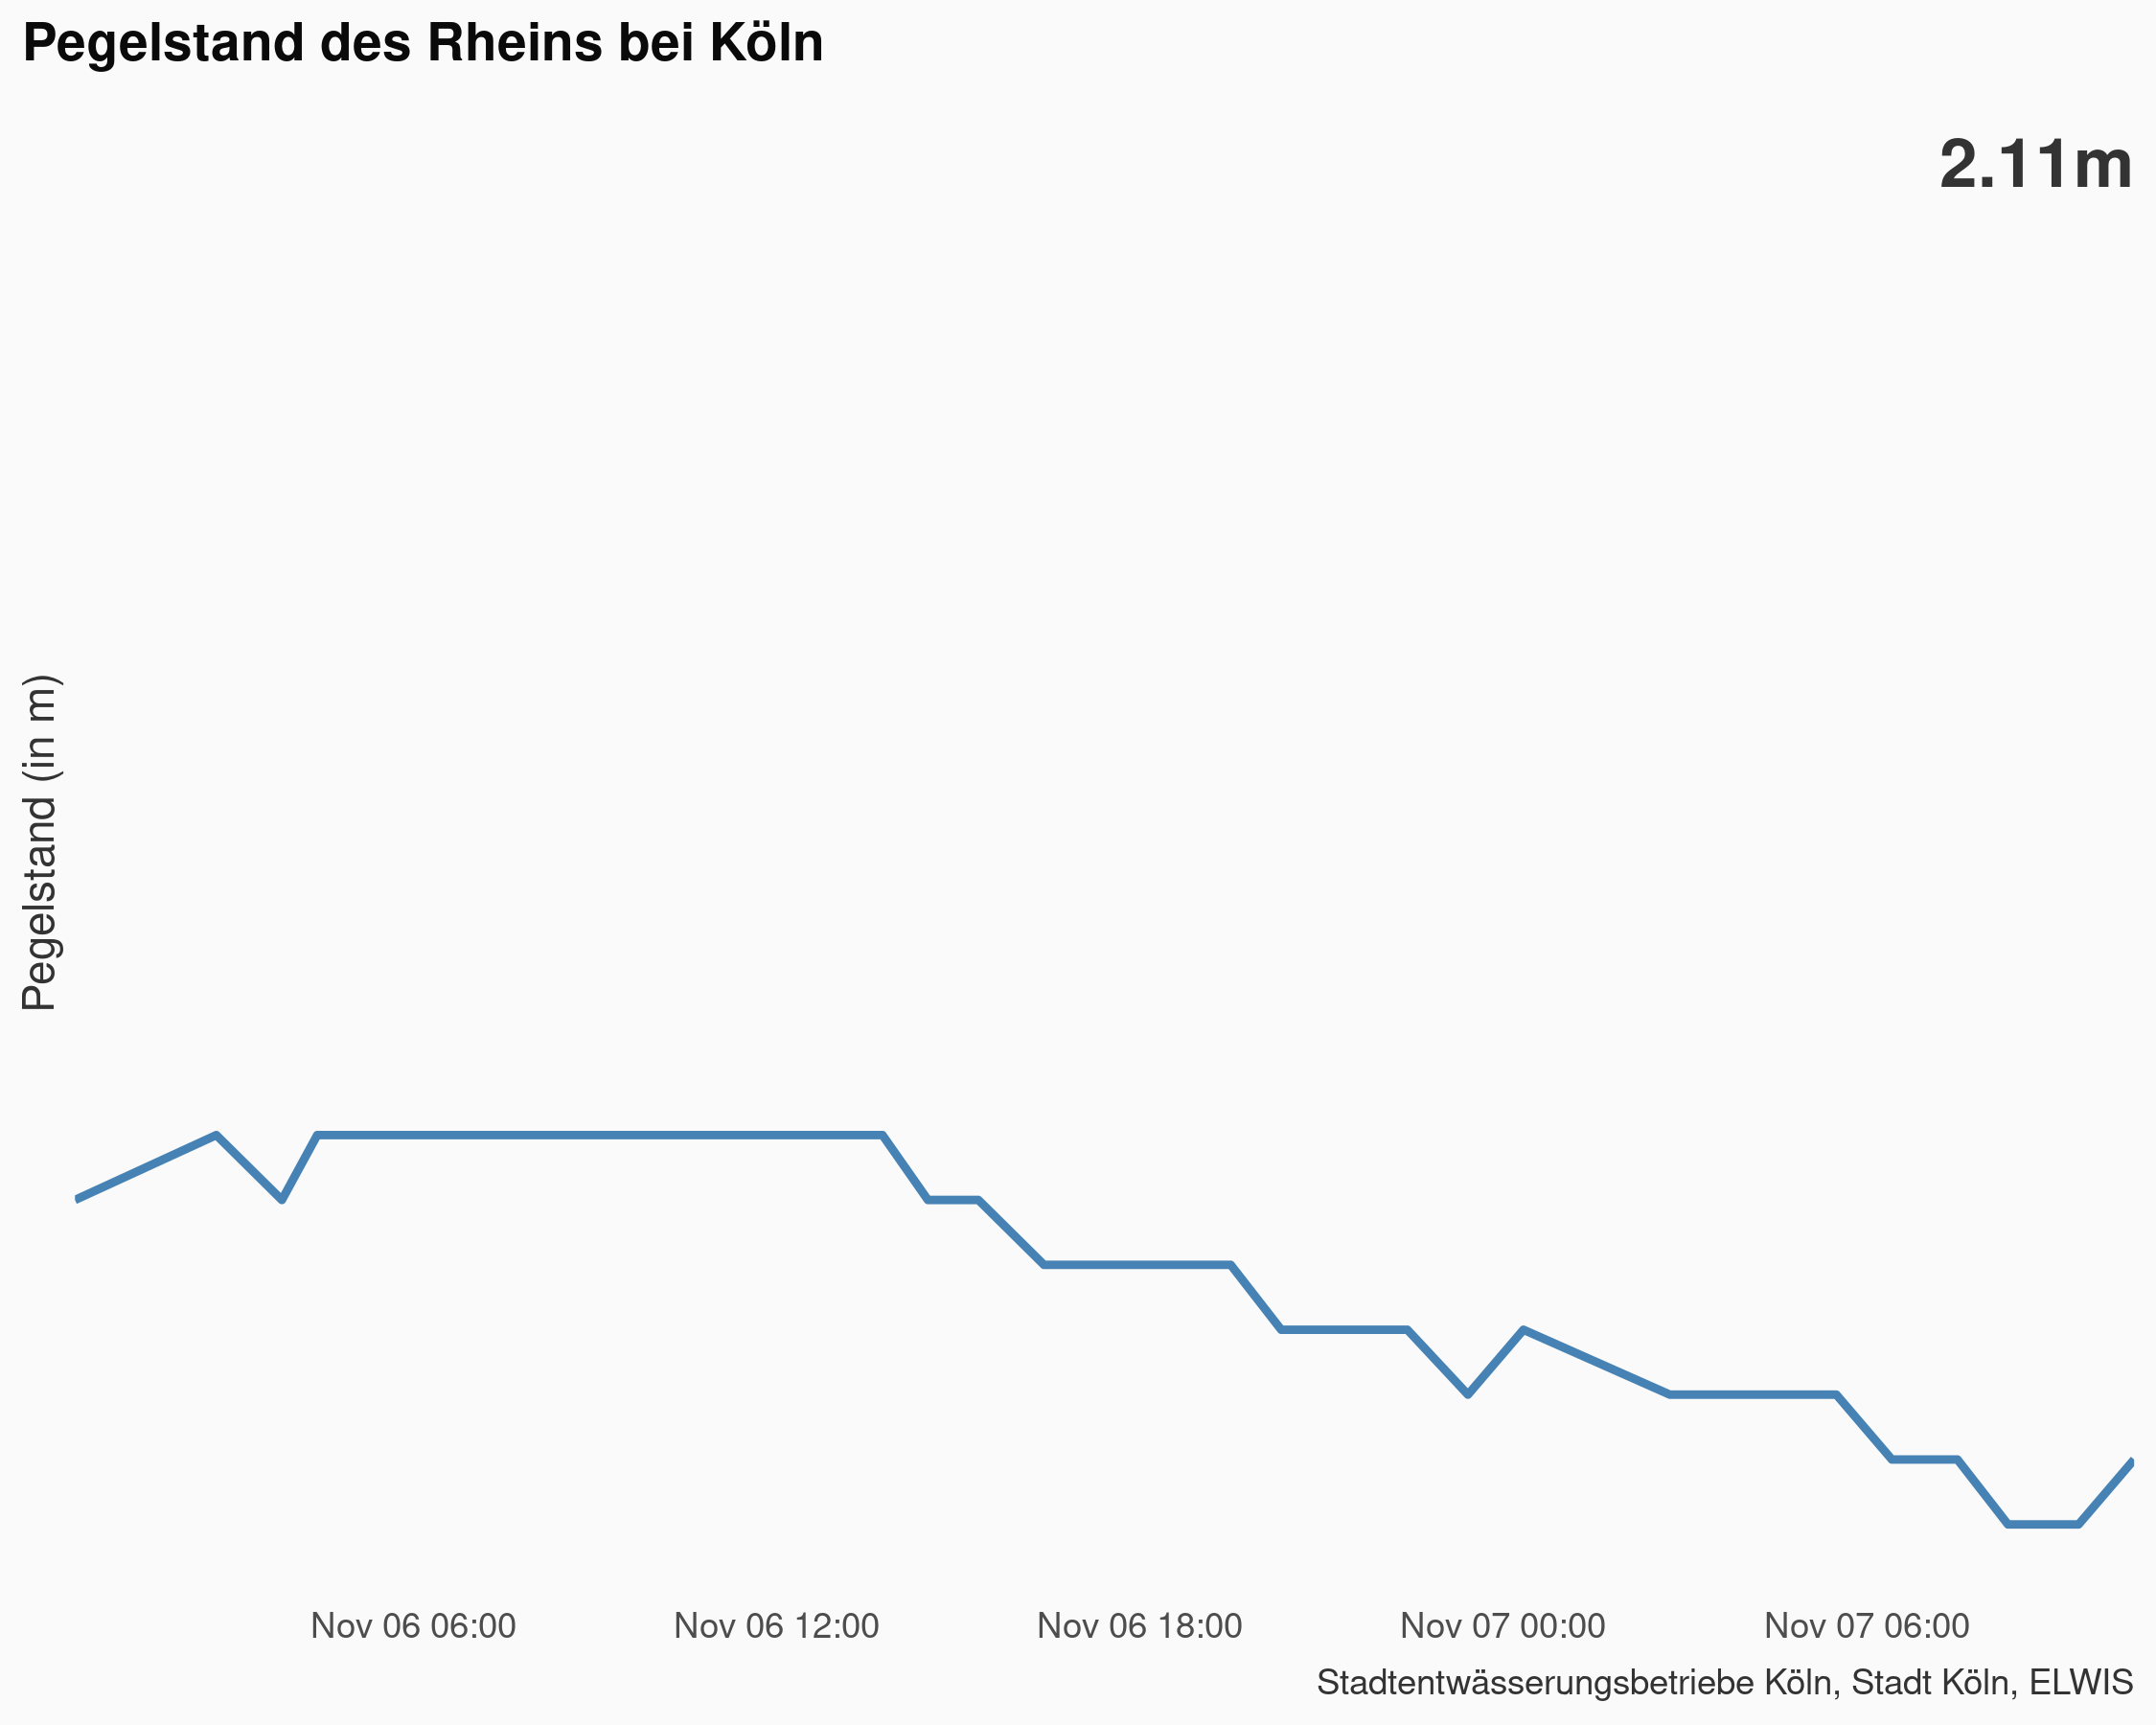 Pegelstand des Rheins bei Köln
2.11m
Pegelstand (in m)
Nov 06 06:00 Nov 06 12:00 Nov 06 18:00 Nov 07 00:00 Nov 07 06:00
Stadtentwässerungsbetriebe Köln, Stadt Köln, ELWIS